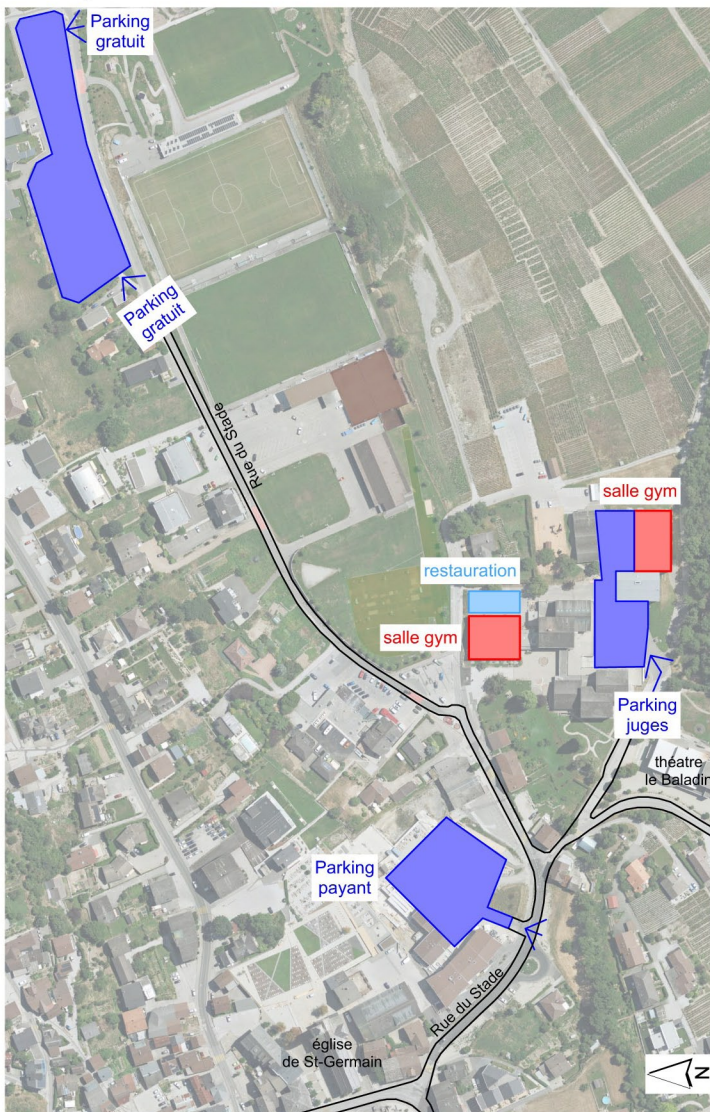 Parking
gratuit
Parking
gratuit
Rue du Stade
salle gym
restauration
salle gym
Parking
juges
théatre
le Baladin
Parking
payant
Rue du Stade
église
de St-Germain
N